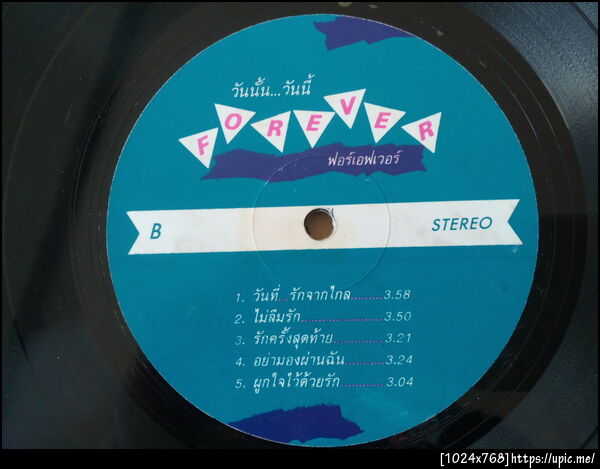 วันนั้น...วันนี้
FOREVER
ฟอร์เอฟเวอร์
B STEREO
1. วันที่...รักจากไกล.........3.58
2. ไม่ลืมรัก......................3.50
3. รักครั้งสุดท้าย.............3.21
4. อย่ามองผ่านฉัน..........3.24
5. ผูกใจไว้ด้วยรัก...........3.04
[1024x768]https://upic.me/